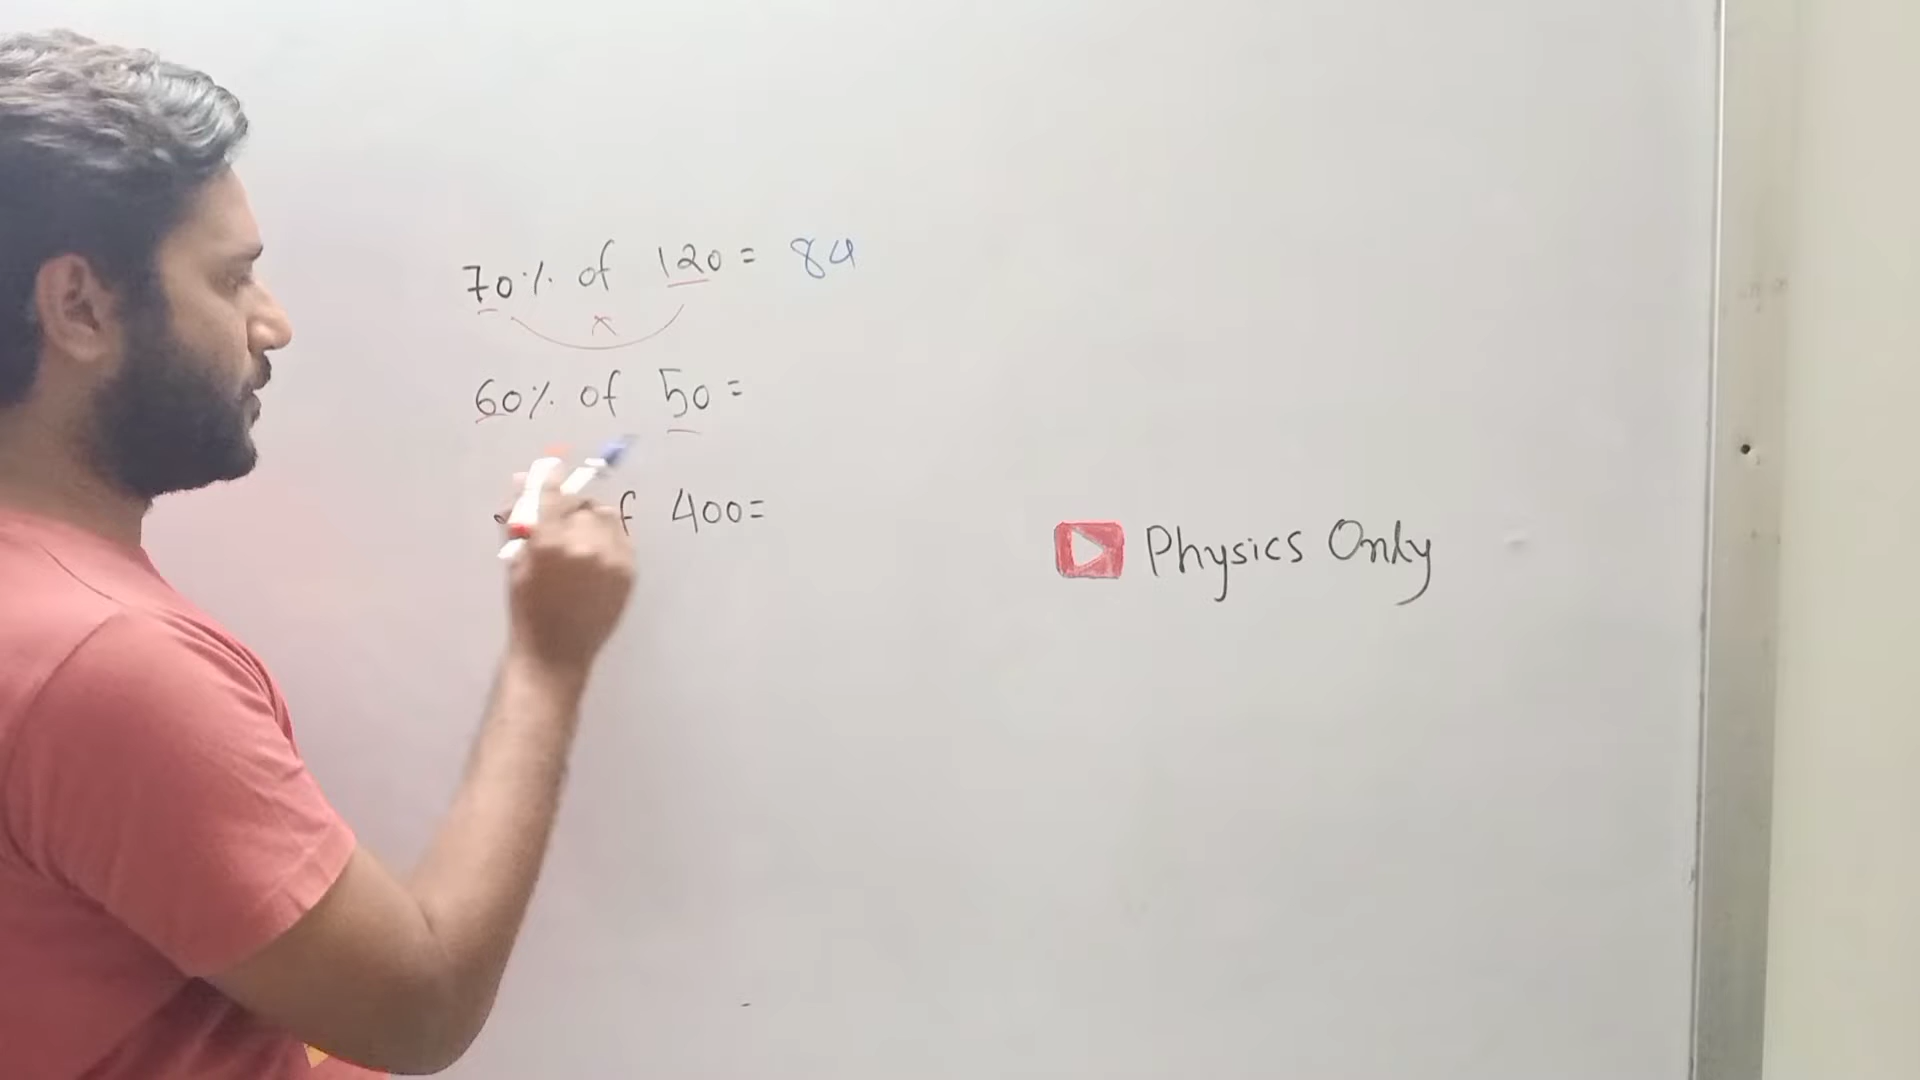 70% of 120 = 84
x
60% of 50 =
400 =
Physics Only